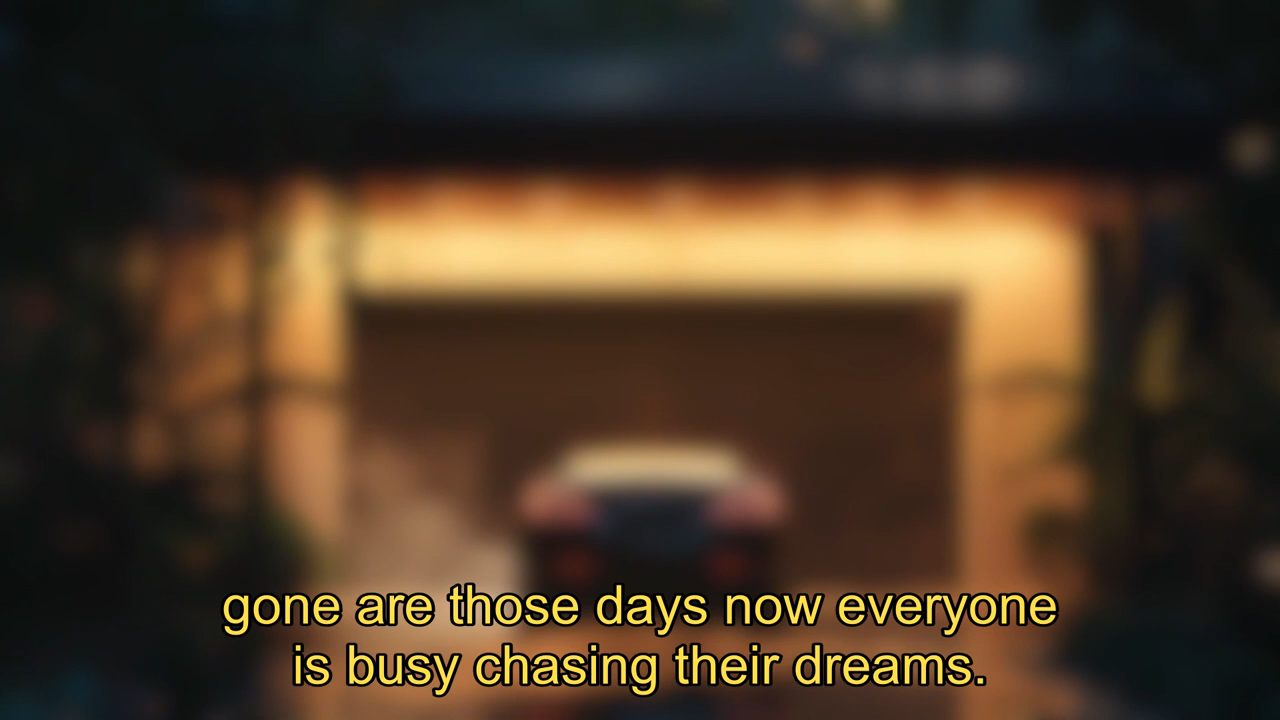 gone are those days now everyone
is busy chasing their dreams.